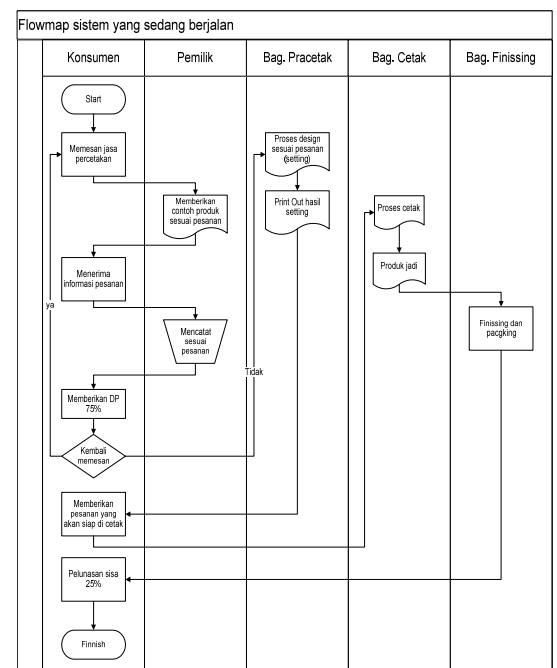 Flowmap sistem yang sedang berjalan
Konsumen
Pemilik
Bag. Pracetak
Bag. Cetak
Bag. Finissing
Start
Memesan jasa
percetakan
Memberikan
contoh produk
sesuai pesanan
Menerima
informasi pesanan
Mencatat
sesuai
pesanan
Memberikan DP
75%
Kembali
memesan
ya
Tidak
Proses design
sesuai pesanan
(setting)
Print Out hasil
setting
Memberikan
pesanan yang
akan siap di cetak
Proses cetak
Produk jadi
Finissing dan
pacgking
Pelunasan sisa
25%
Finnish